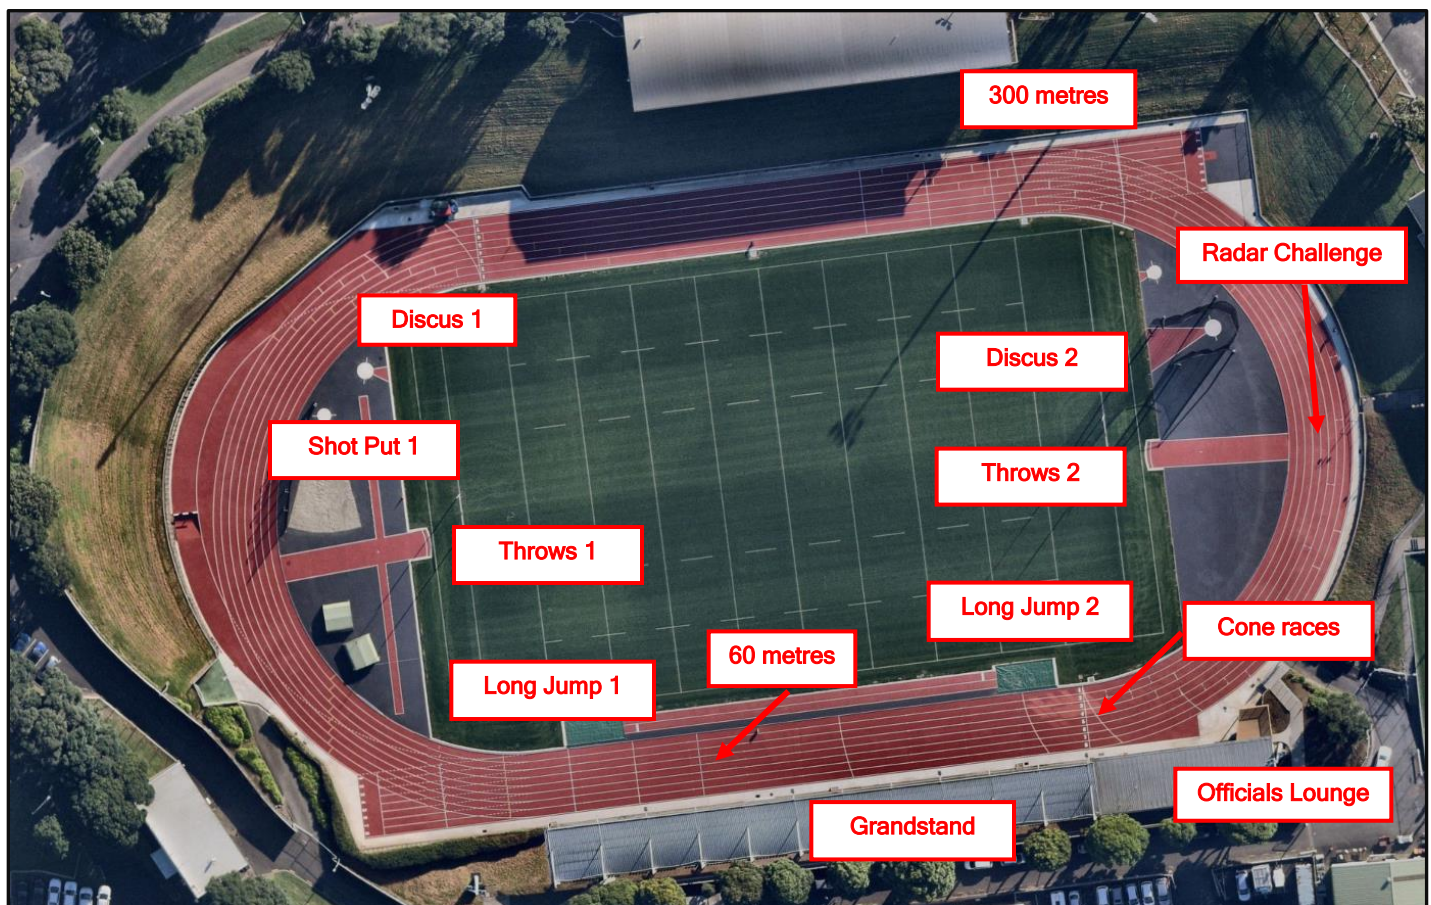 300 metres
Radar Challenge
Discus 1
Discus 2
Shot Put 1
Throws 2
Throws 1
Long Jump 2
Cone races
60 metres
Long Jump 1
Officials Lounge
Grandstand